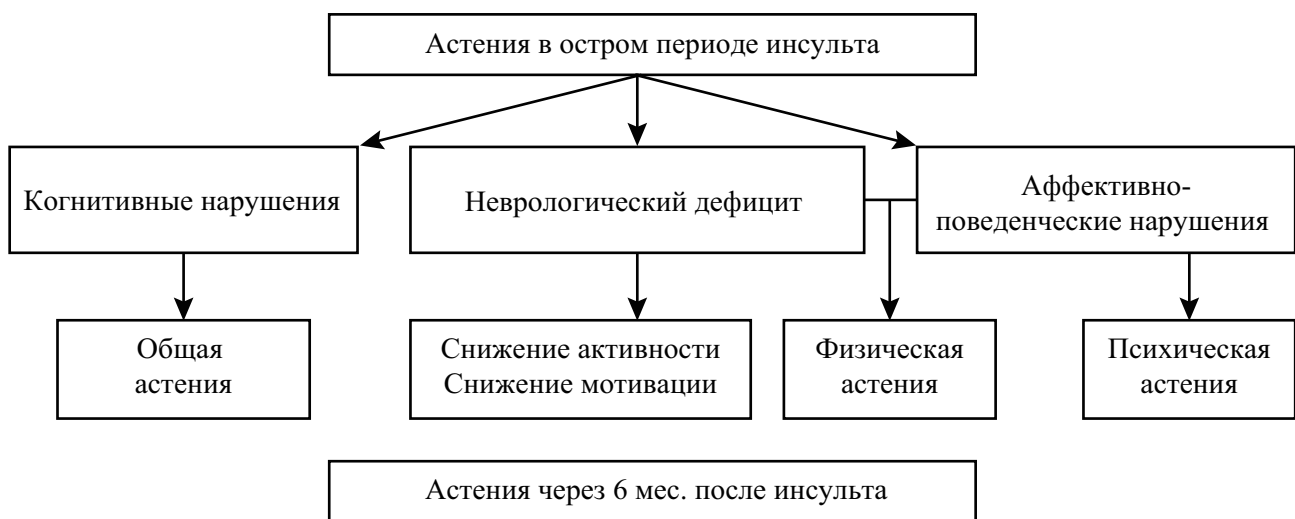 Астения в остром периоде инсульта
Когнитивные нарушения
Неврологический дефицит
Аффективно-
поведенческие нарушения
Общая
астения
Снижение активности
Снижение мотивации
Физическая
астения
Психическая
астения
Астения через 6 мес. после инсульта